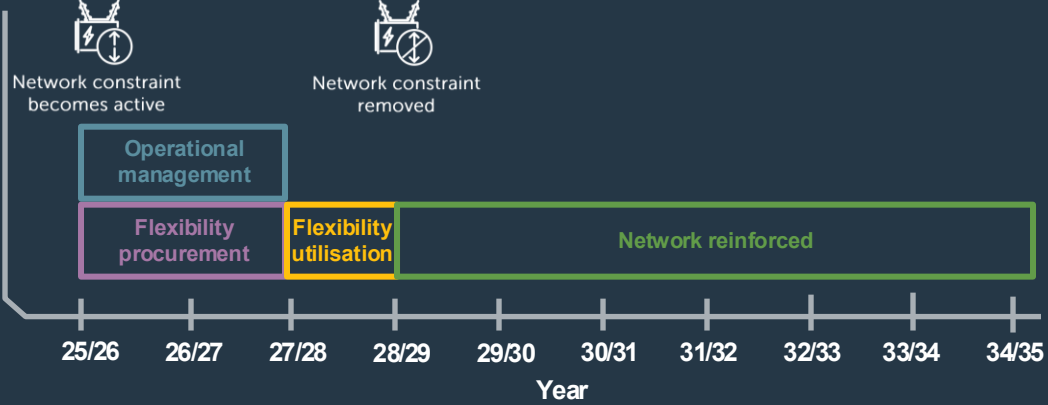 Network constraint
becomes active
Network constraint
removed
Operational
management
Flexibility
procurement
Flexibility
utilisation
Network reinforced
25/26 26/27 27/28 28/29 29/30 30/31 31/32 32/33 33/34 34/35
Year